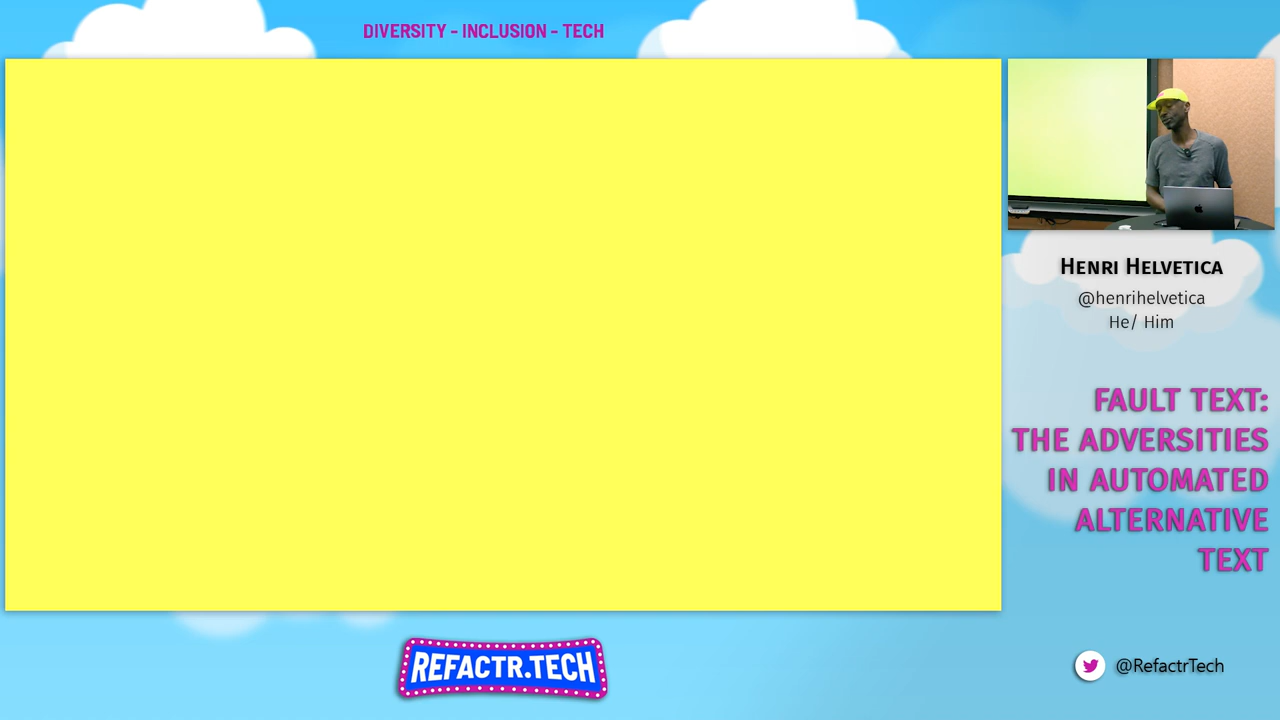 DIVERSITY - INCLUSION - TECH
HENRI HELVETICA
@henrihelvetica
He/ Him
FAULT TEXT:
THE ADVERSITIES
IN AUTOMATED
ALTERNATIVE
TEXT
REFACTR.TECH
@RefactrTech